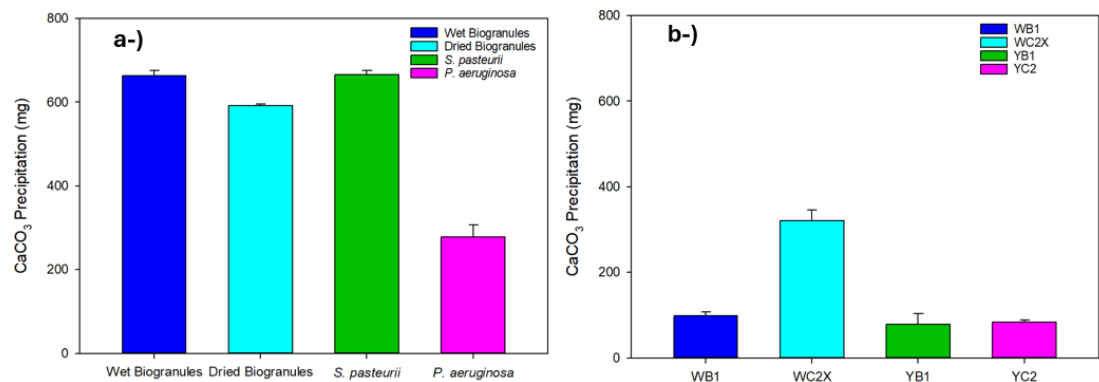 a-)
Wet Biogranules
Dried Biogranules
S. pasteurii
P. aeruginosa
CaCO3 Precipitation (mg)
800
600
400
200
0
Wet Biogranules Dried Biogranules S. pasteurii P. aeruginosa
b-)
WB1
WC2X
YB1
YC2
CaCO3 Precipitation (mg)
800
600
400
200
0
WB1 WC2X YB1 YC2